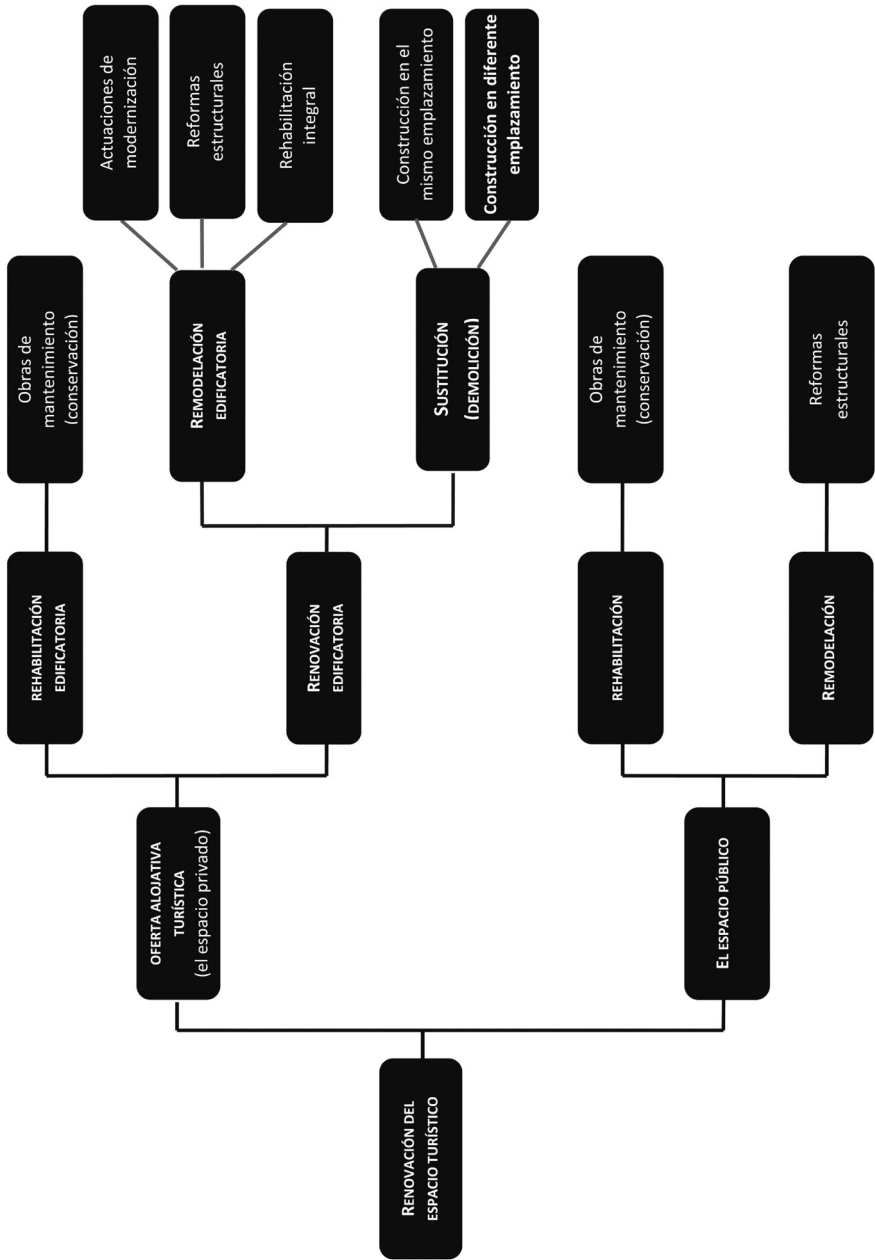 RENOVACIÓN DEL
ESPACIO TURÍSTICO
OFERTA ALOJATIVA
TURÍSTICA
(el espacio privado)
REHABILITACIÓN
EDIFICATORIA
Obras de
mantenimiento
(conservación)
RENOVACIÓN
EDIFICATORIA
REMODELACIÓN
EDIFICATORIA
Actuaciones de
modernización
Reformas
estructurales
Rehabilitación
integral
SUSTITUCIÓN
(DEMOLICIÓN)
Construcción en el
mismo emplazamiento
Construcción en diferente
emplazamiento
EL ESPACIO PÚBLICO
REHABILITACIÓN
Obras de
mantenimiento
(conservación)
REMODELACIÓN
Reformas
estructurales